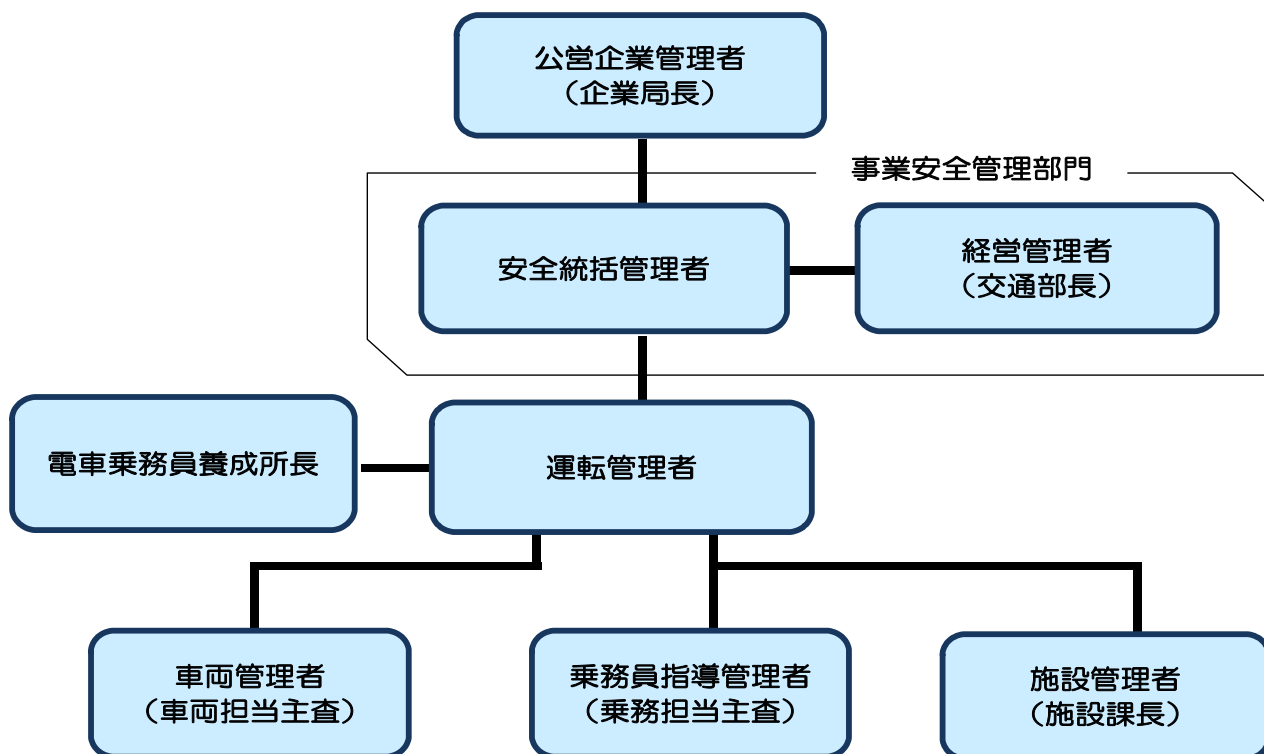 公営企業管理者
（企業局長）
事業安全管理部門
安全統括管理者
経営管理者
（交通部長）
電車乗務員養成所長
運転管理者
車両管理者
（車両担当主査）
乗務員指導管理者
（乗務担当主査）
施設管理者
（施設課長）